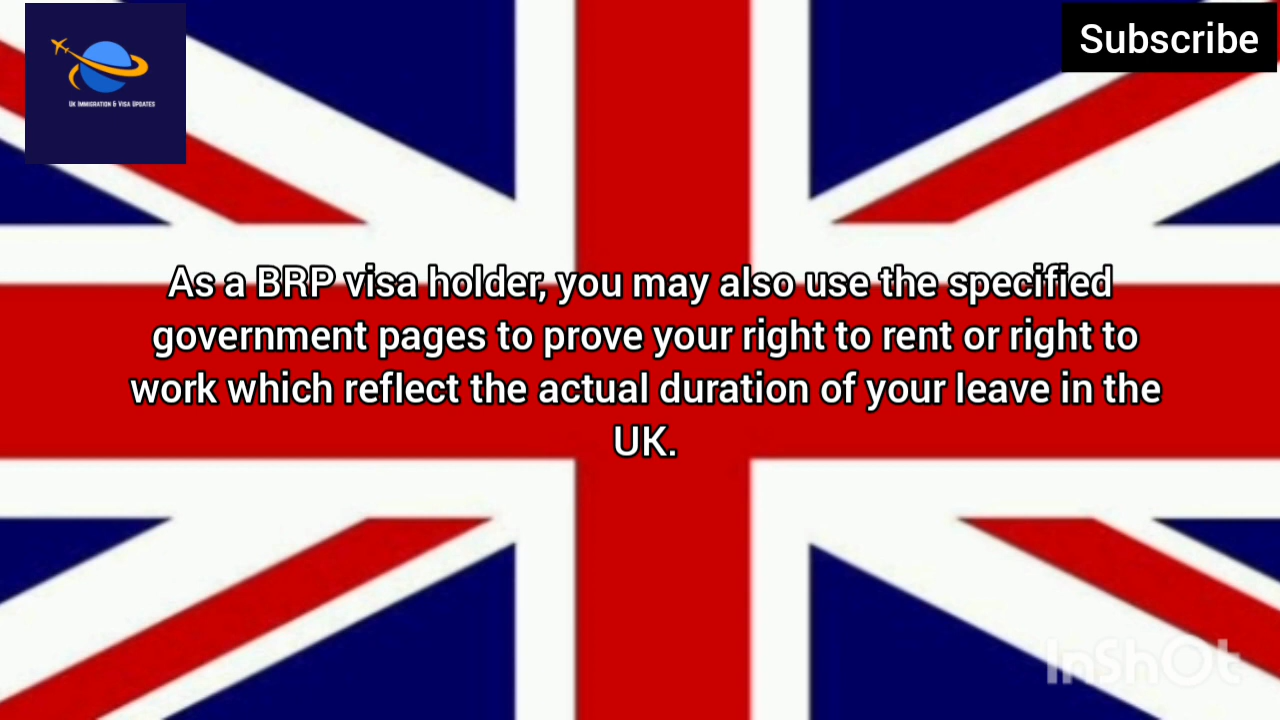 UK Immigration & Visa Updates
Subscribe
As a BRP visa holder, you may also use the specified
government pages to prove your right to rent or right to
work which reflect the actual duration of your leave in the
UK.
InShOt